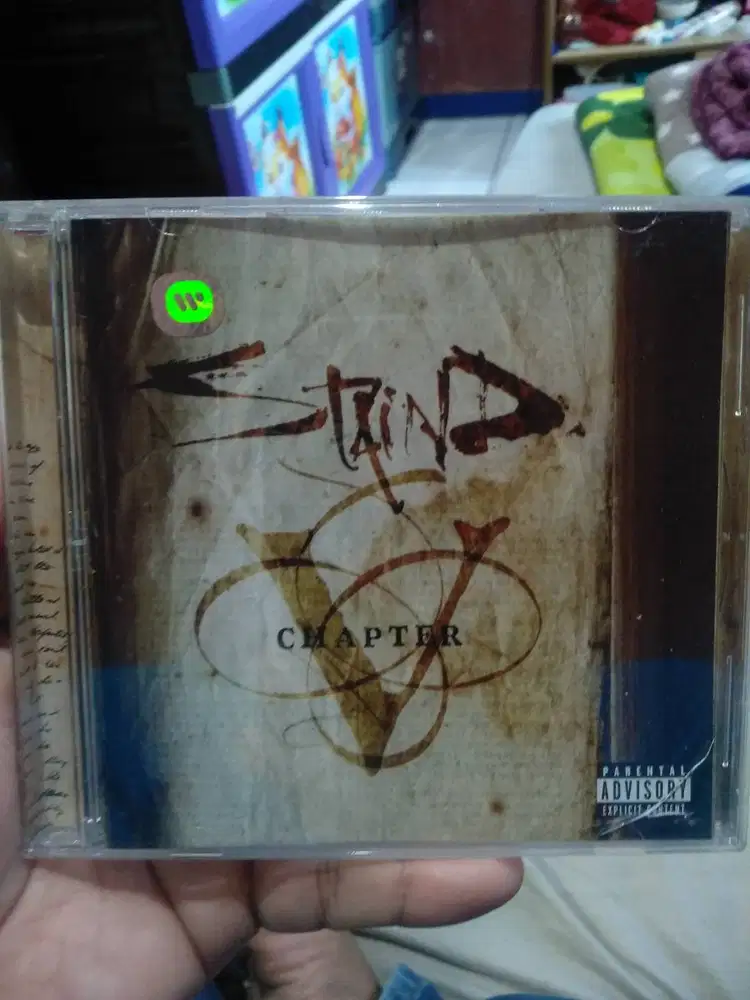 STAIND
V
CHAPTER
PARENTAL
ADVISORY
EXPLICIT CONTENT